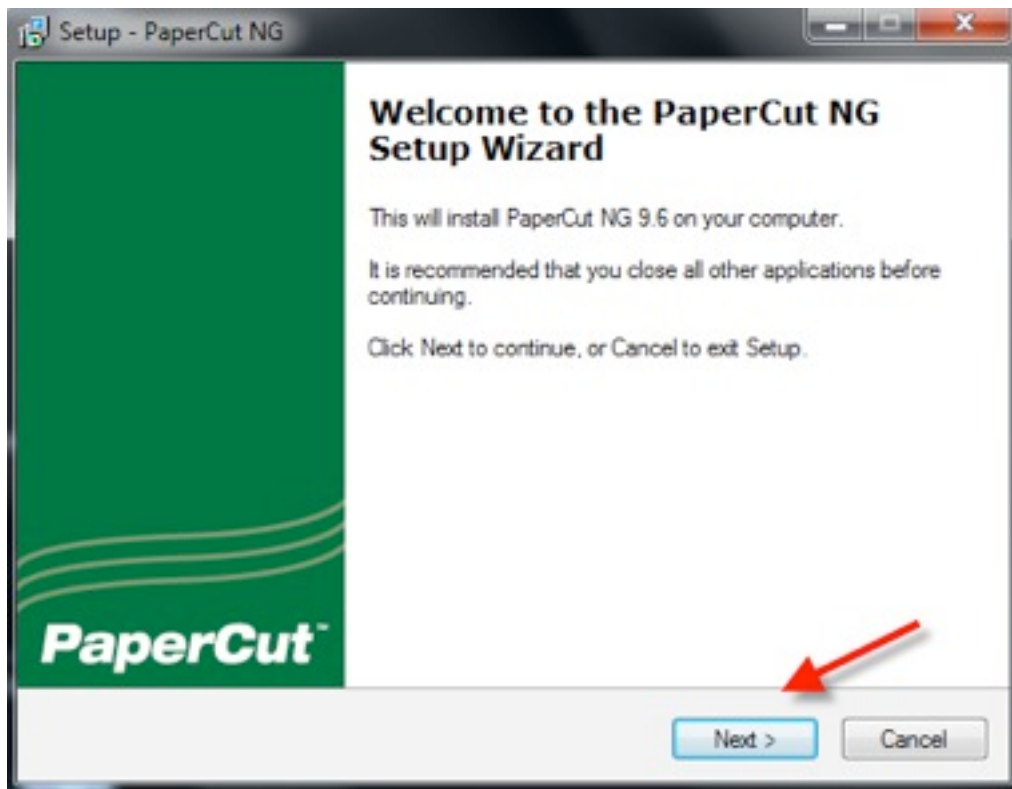 Setup - PaperCut NG
Welcome to the PaperCut NG
Setup Wizard
This will install PaperCut NG 9.6 on your computer.
It is recommended that you close all other applications before
continuing.
Click Next to continue, or Cancel to exit Setup.
PaperCut™
Next >
Cancel